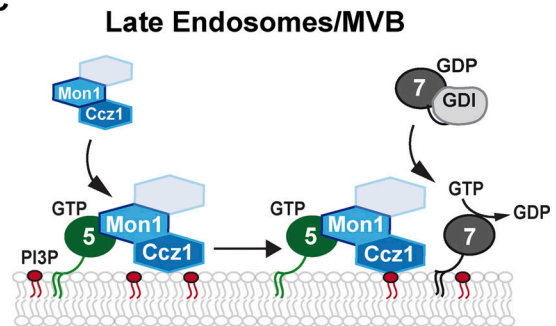 Late Endosomes/MVB
Mon1
Ccz1
GDP
7
GDI
GTP
5
Mon1
Ccz1
PI3P
GTP
5
Mon1
Ccz1
GTP
GDP
7